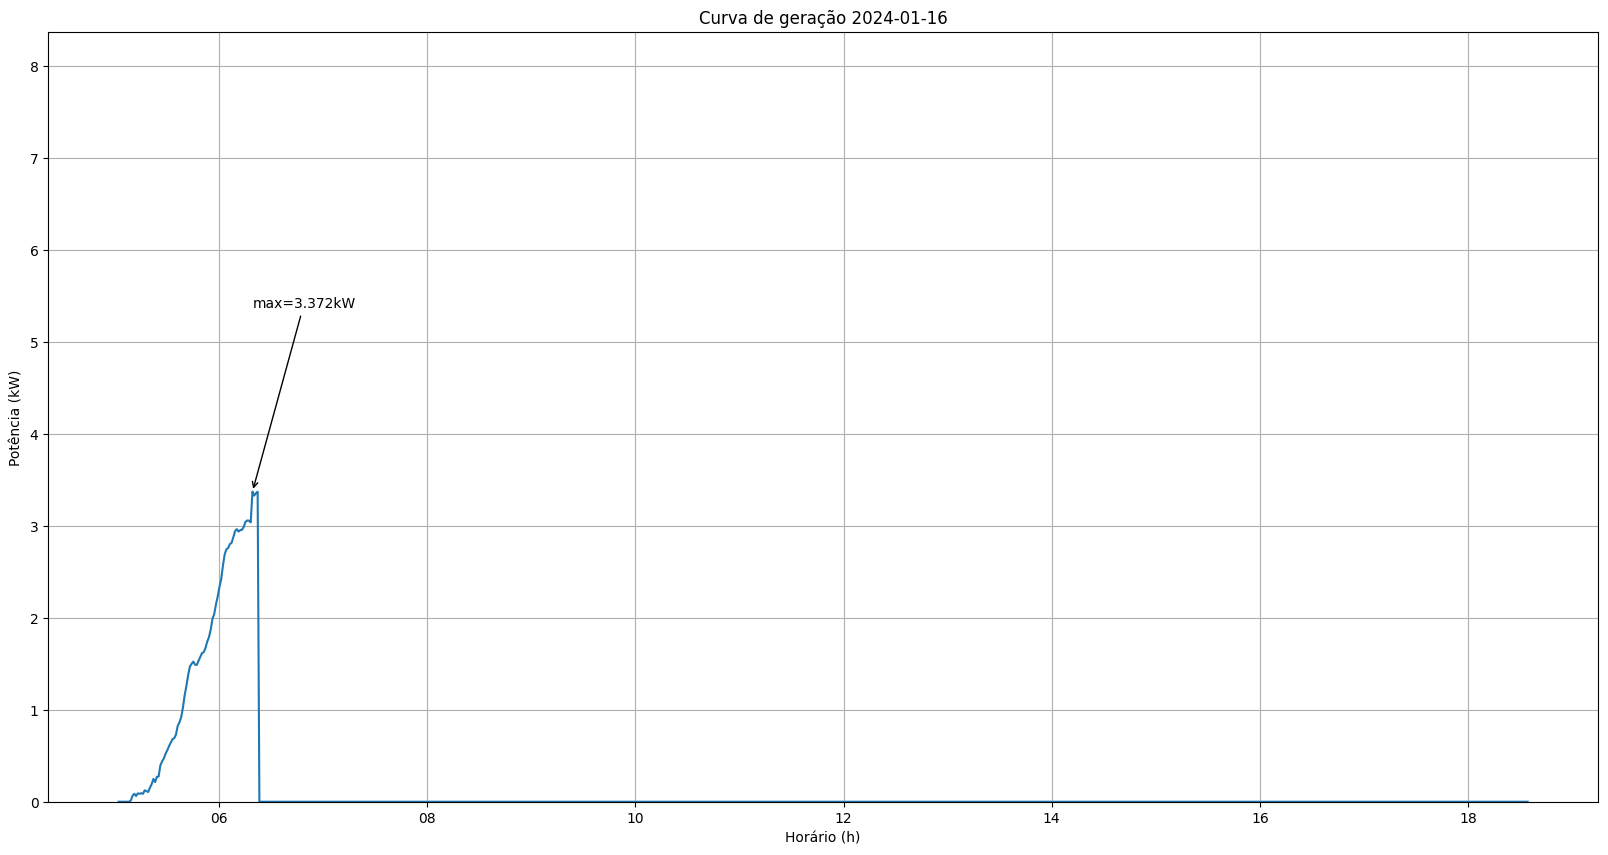 Curva de geração 2024-01-16
8
7
6
5
4
3
2
1
0
max=3.372kW
Potência (kW)
06 08 10 12 14 16 18
Horário (h)